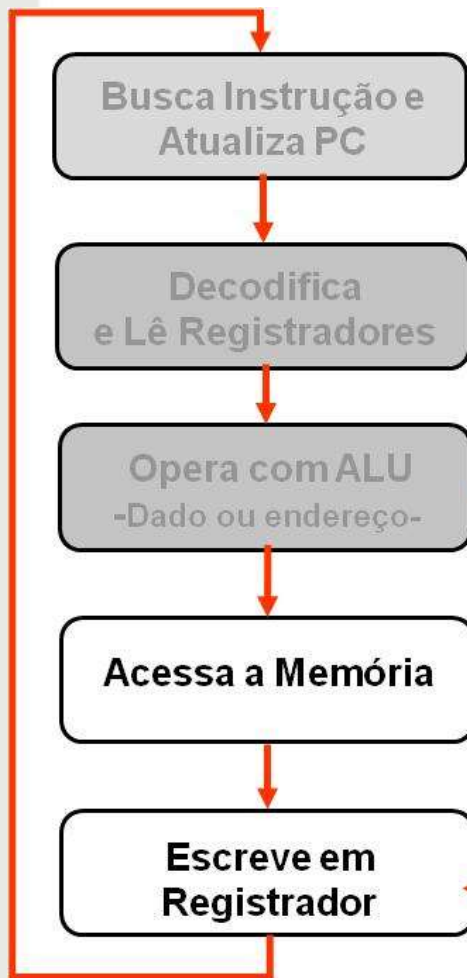 Busca Instrução e
Atualiza PC
Decodifica
e Lê Registradores
Opera com ALU
-Dado ou endereço-
Acessa a Memória
Escreve em
Registrador